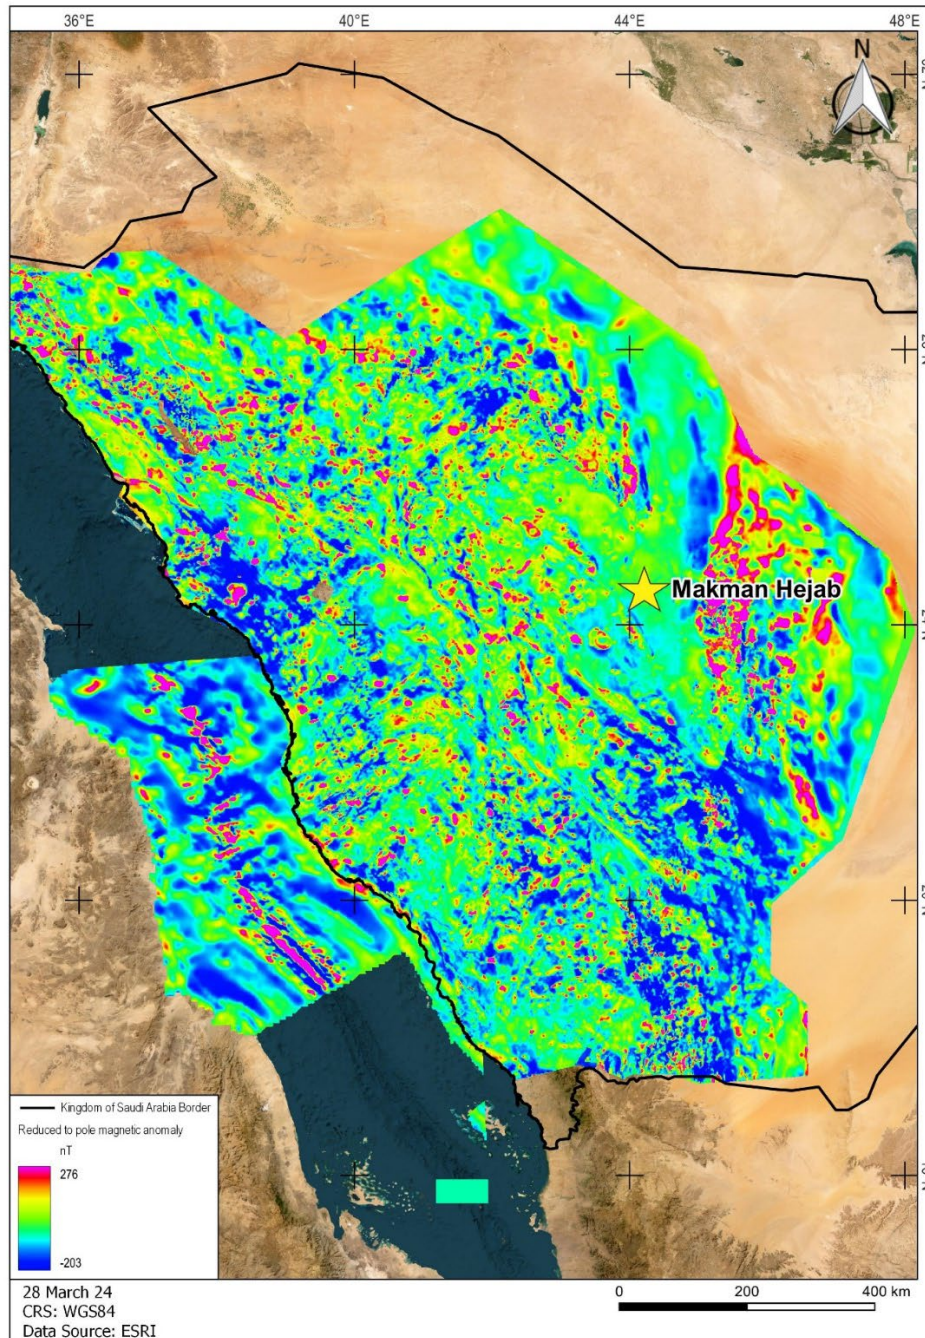 36°E 40°E 44°E 48°E
N
Makman Hejab
Kingdom of Saudi Arabia Border
Reduced to pole magnetic anomaly
nT
276
-203
28 March 24
CRS: WGS84
Data Source: ESRI
0 200 400 km